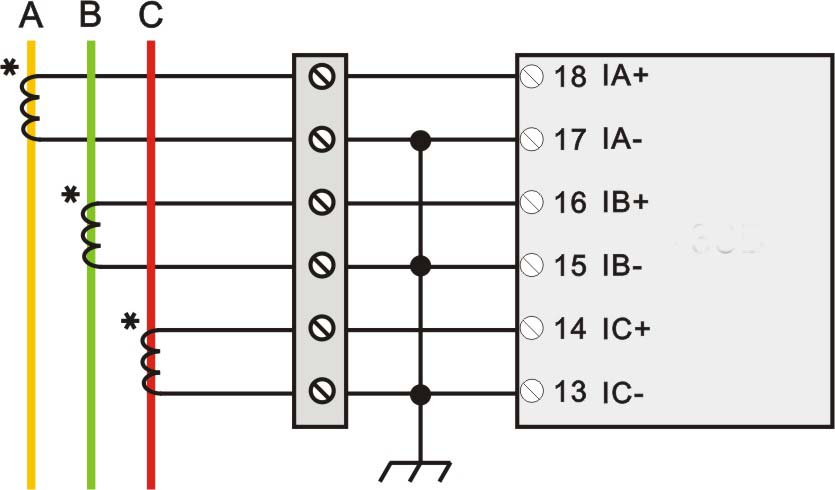 A B C
* 18 IA+
17 IA-
* 16 IB+
15 IB-
* 14 IC+
13 IC-